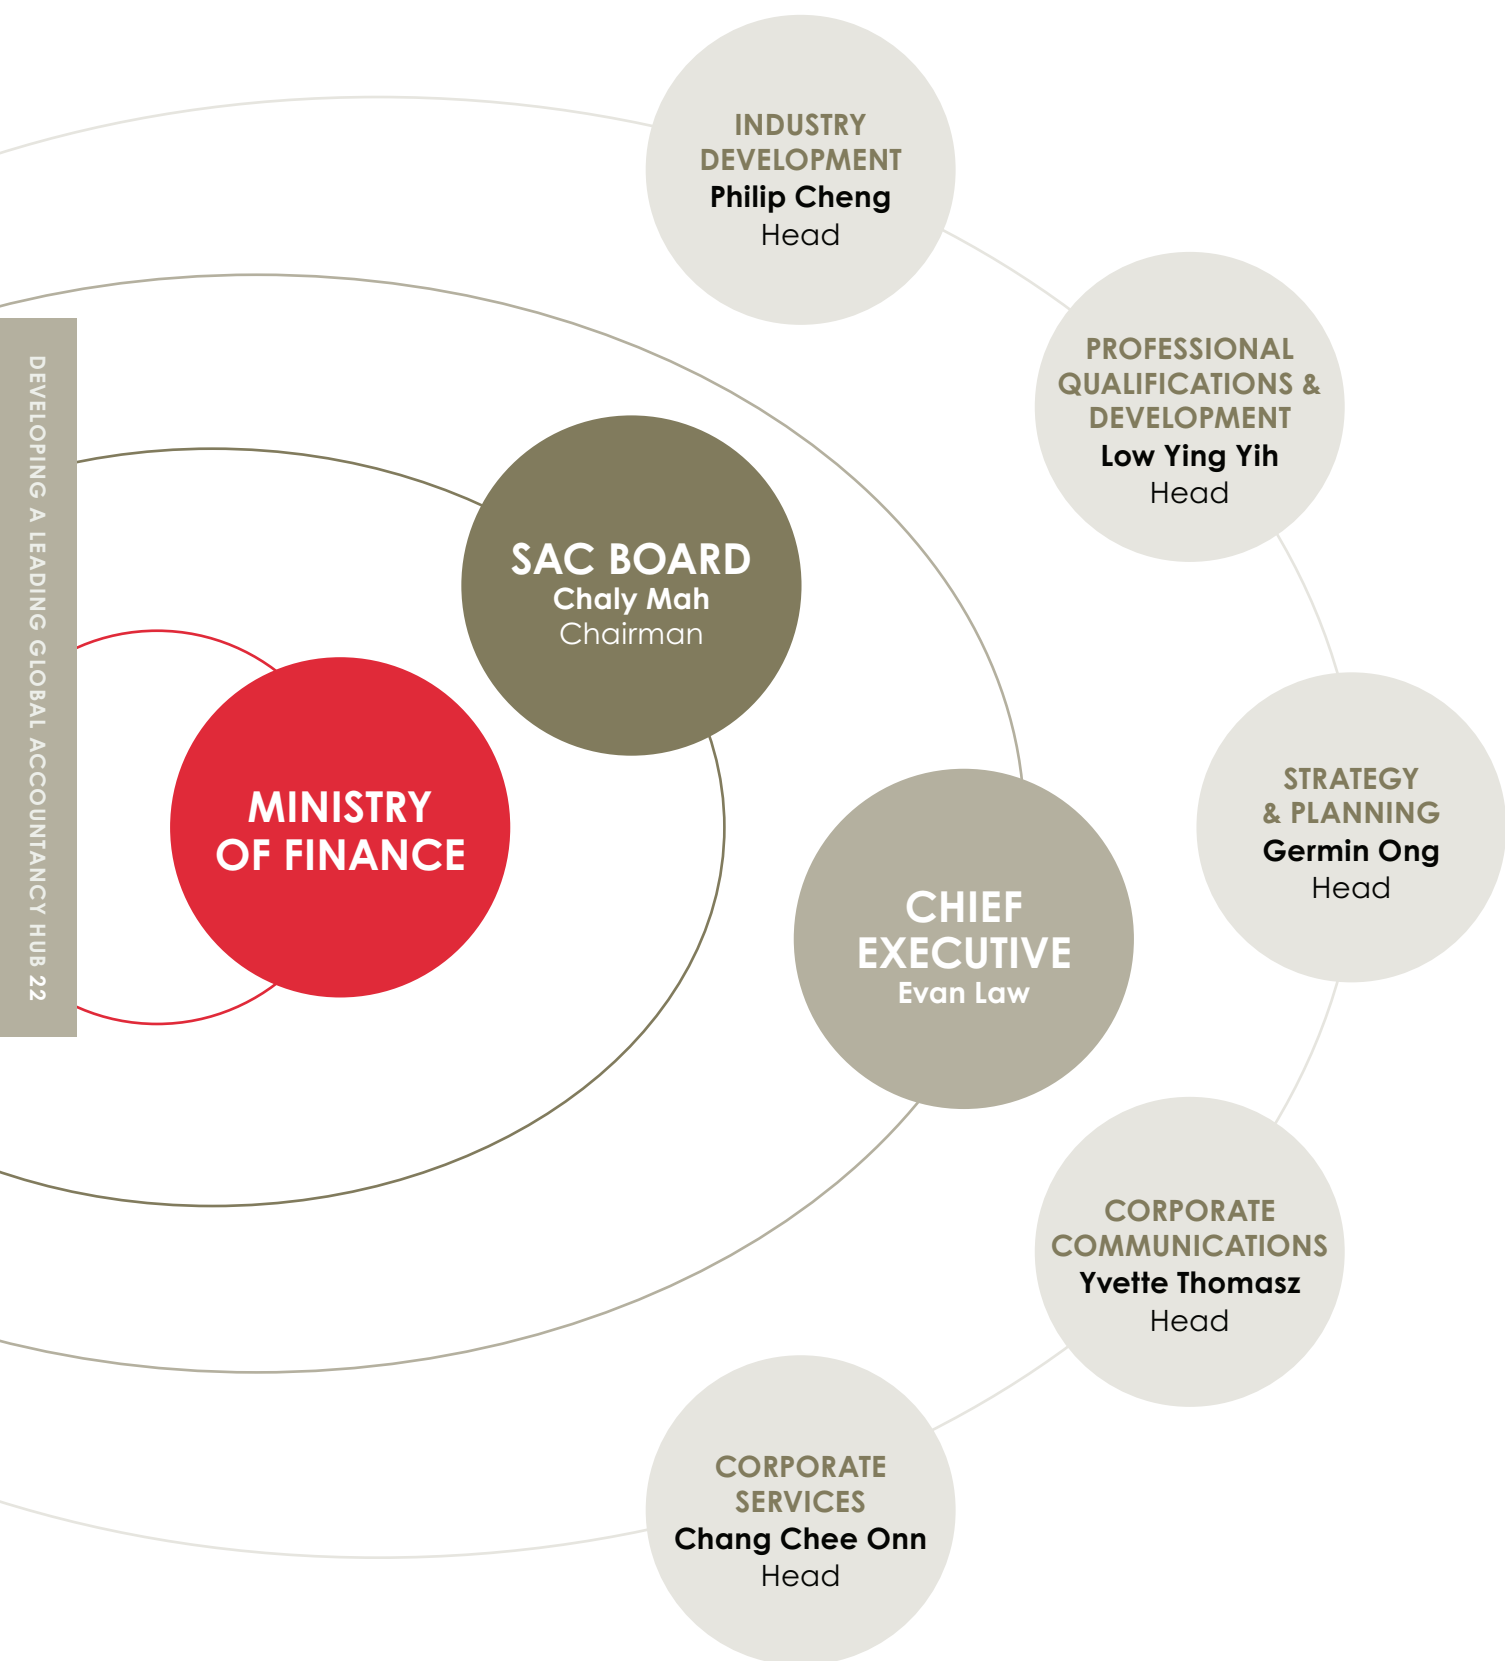 INDUSTRY
DEVELOPMENT
Philip Cheng
Head
PROFESSIONAL
QUALIFICATIONS &
DEVELOPMENT
Low Ying Yih
Head
DEVELOPING A LEADING GLOBAL ACCOUNTANCY HUB 22
SAC BOARD
Chaly Mah
Chairman
MINISTRY
OF FINANCE
CHIEF
EXECUTIVE
Evan Law
STRATEGY
& PLANNING
Germin Ong
Head
CORPORATE
COMMUNICATIONS
Yvette Thomasz
Head
CORPORATE
SERVICES
Chang Chee Onn
Head